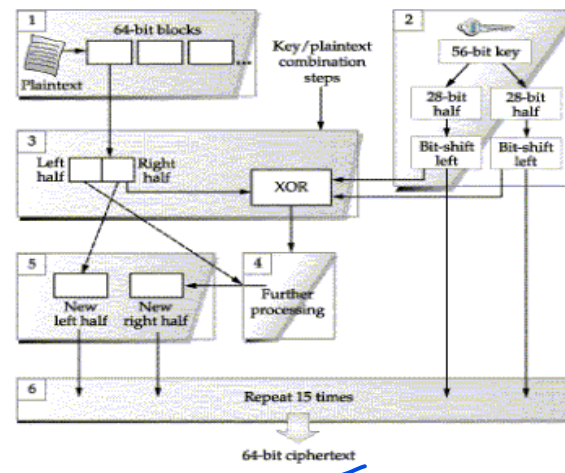 1
64-bit blocks
...
Plaintext
Key/plaintext
combination
steps
2
56-bit key
28-bit
half
28-bit
half
Bit-shift
left
Bit-shift
left
3
Left
half
Right
half
XOR
4
Further
processing
5
New
left half
New
right half
6
Repeat 15 times
64-bit ciphertext